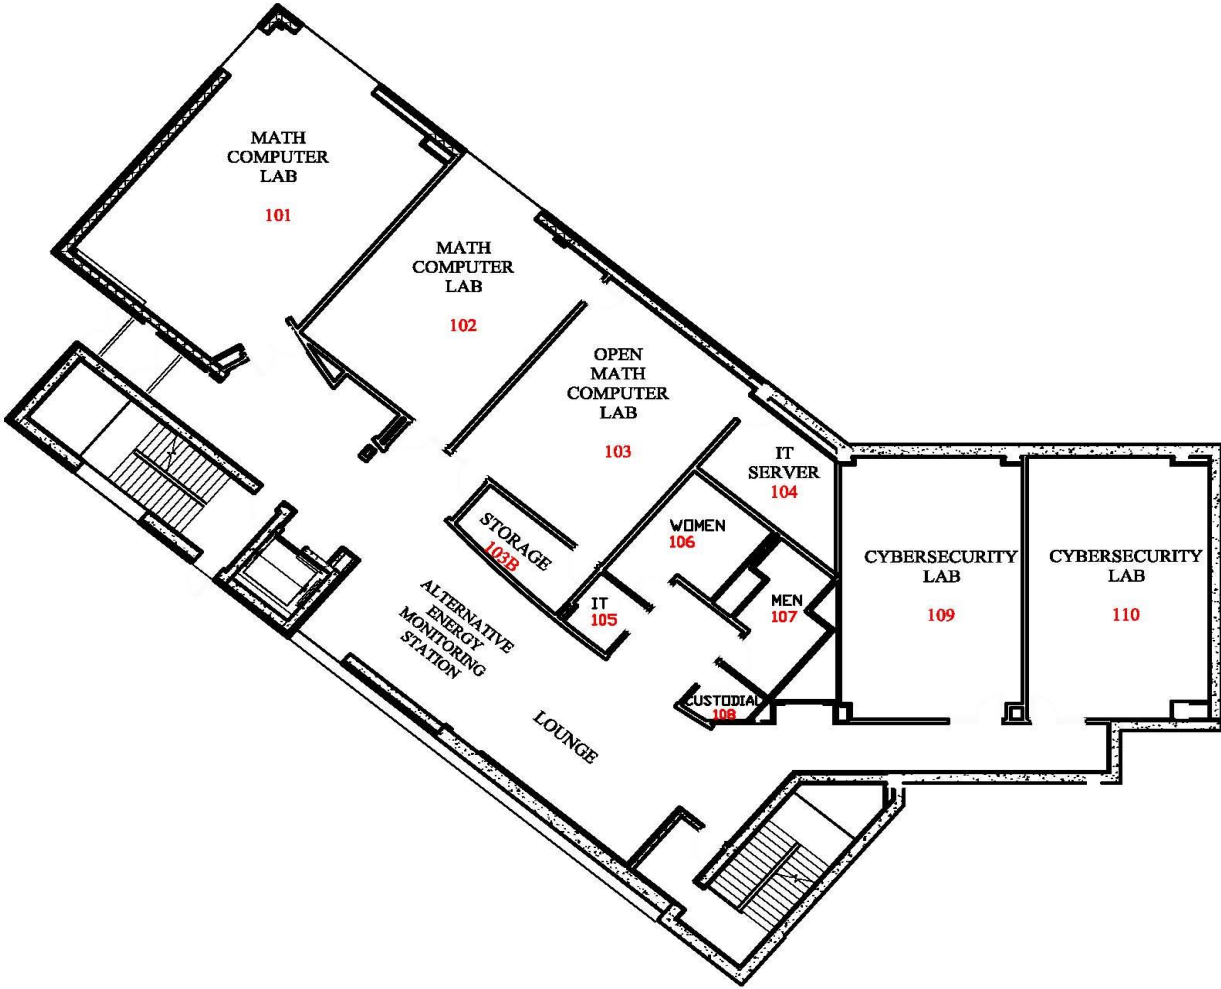 MATH
COMPUTER
LAB
101
MATH
COMPUTER
LAB
102
OPEN
MATH
COMPUTER
LAB
103
IT
SERVER
104
STORAGE
103B
WOMEN
106
IT
105
MEN
107
CUSTODIAL
108
CYBERSECURITY
LAB
109
CYBERSECURITY
LAB
110
ALTERNATIVE
ENERGY
MONITORING
STATION
LOUNGE